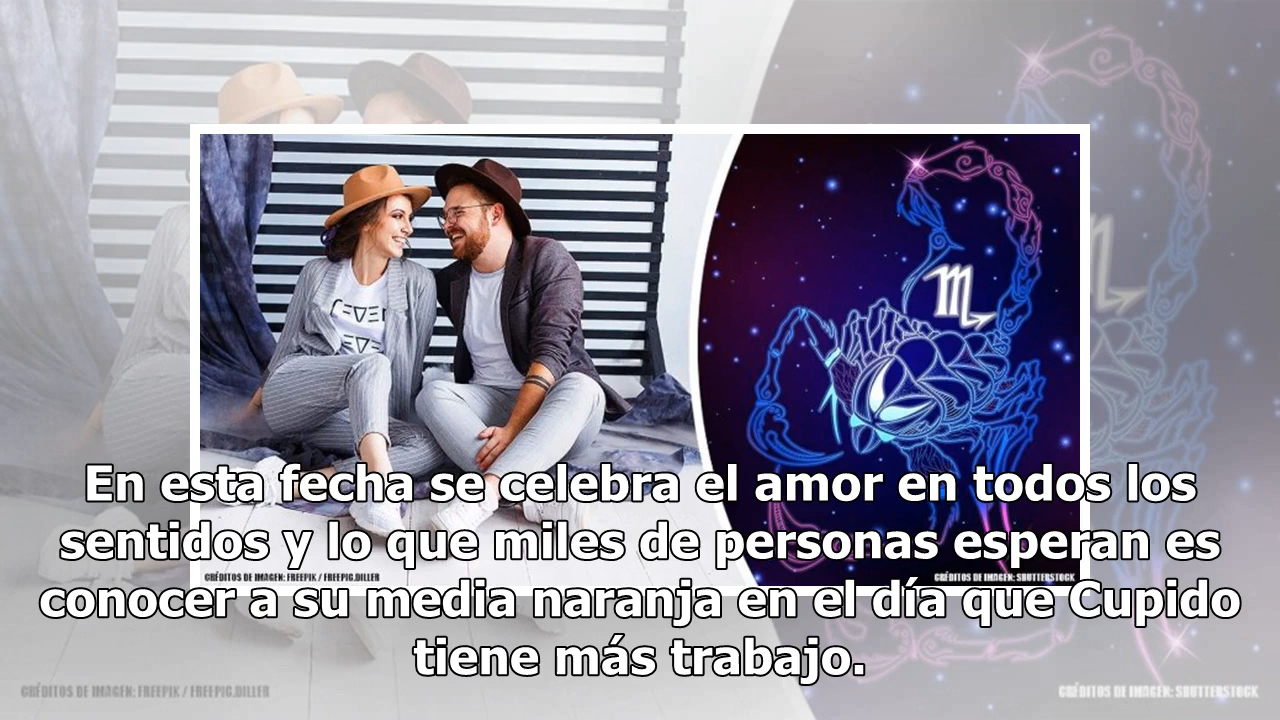 CRÉDITOS DE IMAGEN: FREEPIK / FREEPIG.DILLER
CRÉDITOS DE IMAGEN: SHUTTERSTOCK
En esta fecha se celebra el amor en todos los
sentidos y lo que miles de personas esperan es
conocer a su media naranja en el día que Cupido
tiene más trabajo.
CRÉDITOS DE IMAGEN: FREEPIK / FREEPIG.DILLER
CRÉDITOS DE IMAGEN: SHUTTERSTOCK